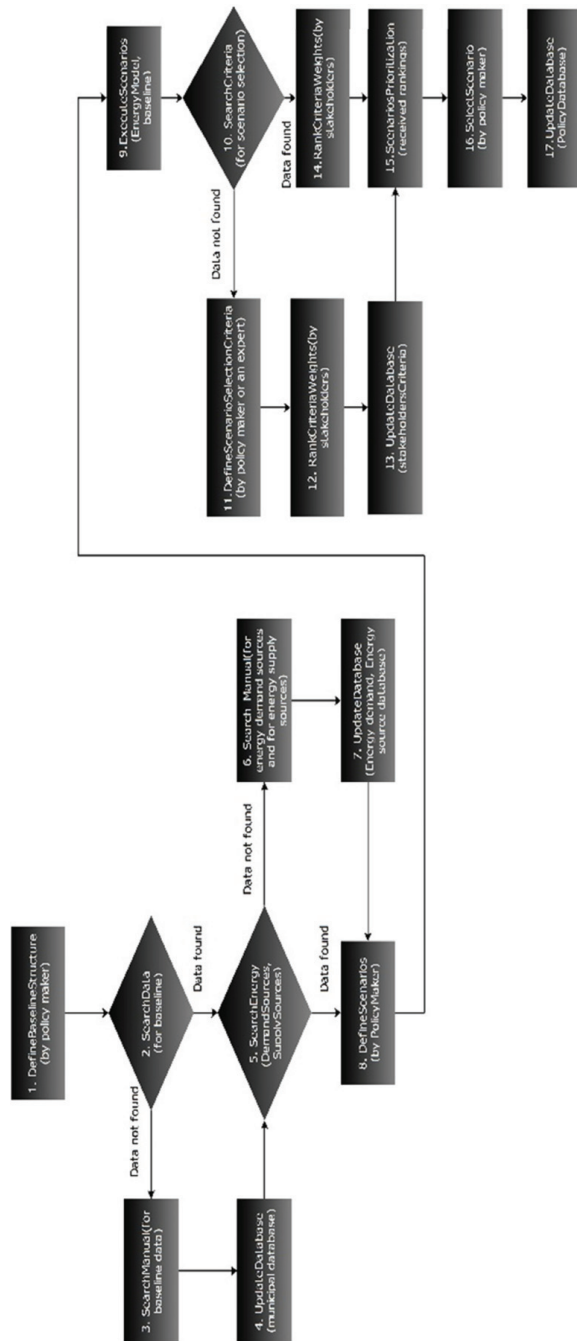 1. DefineBaselineStructure
(by policy maker)
2. SearchData
(for baseline)
Data not found
Data found
3. SearchManual(for
baseline data)
4. UpdateDatabase
(municipal database)
5. SearchEnergy
(DemandSources,
SupplySources)
Data not found
Data found
6. Search Manual(for
energy demand sources
and for energy supply
sources)
7. UpdateDatabase
(Energy demand, Energy
source database)
8. DefineScenarios
(by PolicyMaker)
9.ExecuteScenarios
(EnergyModel,
baseline)
10. SearchCriteria
(for scenario selection)
Data not found
Data found
11.DefineScenarioSelectionCriteria
(by policy maker or an expert)
12. RankCriteriaWeights(by
stakeholders)
13. UpdateDatabase
(stakeholdersCriteria)
14.RankCriteriaWeights(by
stakeholders)
15.ScenariosPrioritization
(received rankings)
16.SelectScenario
(by policy maker)
17.UpdateDatabase
(PolicyDatabase)